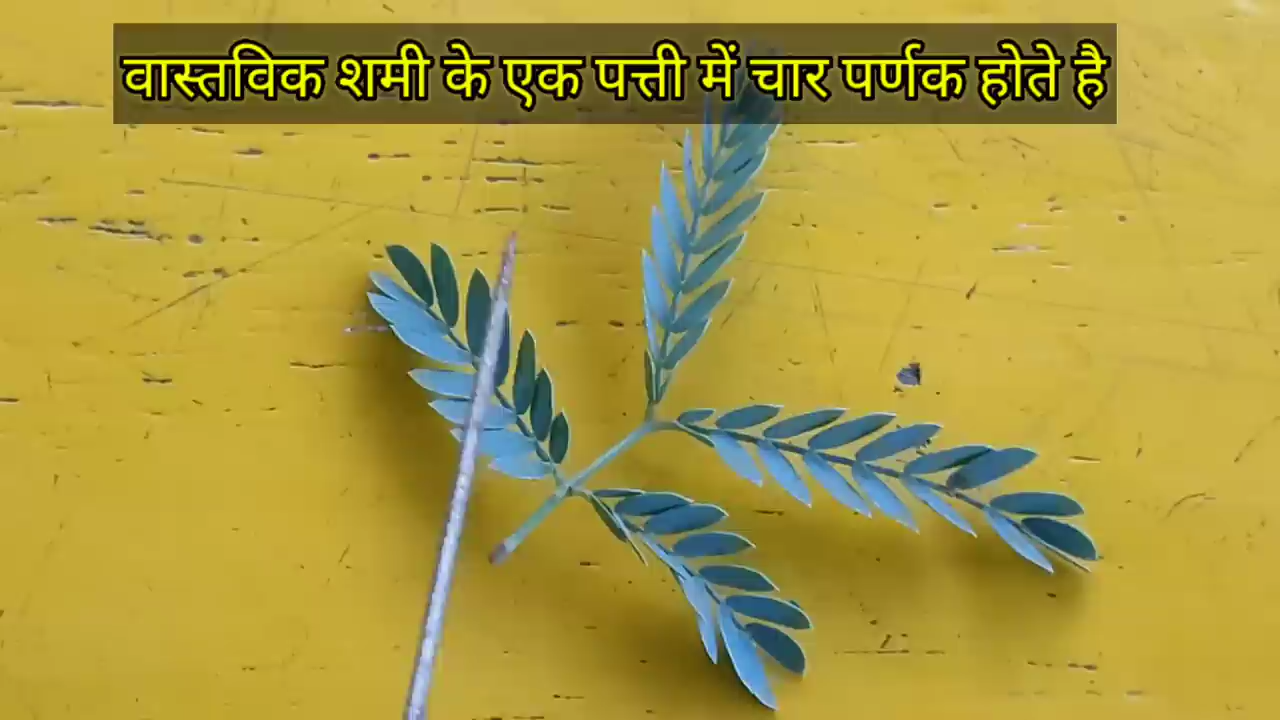 वास्तविक शमी के एक पत्ती में चार पर्णक होते है